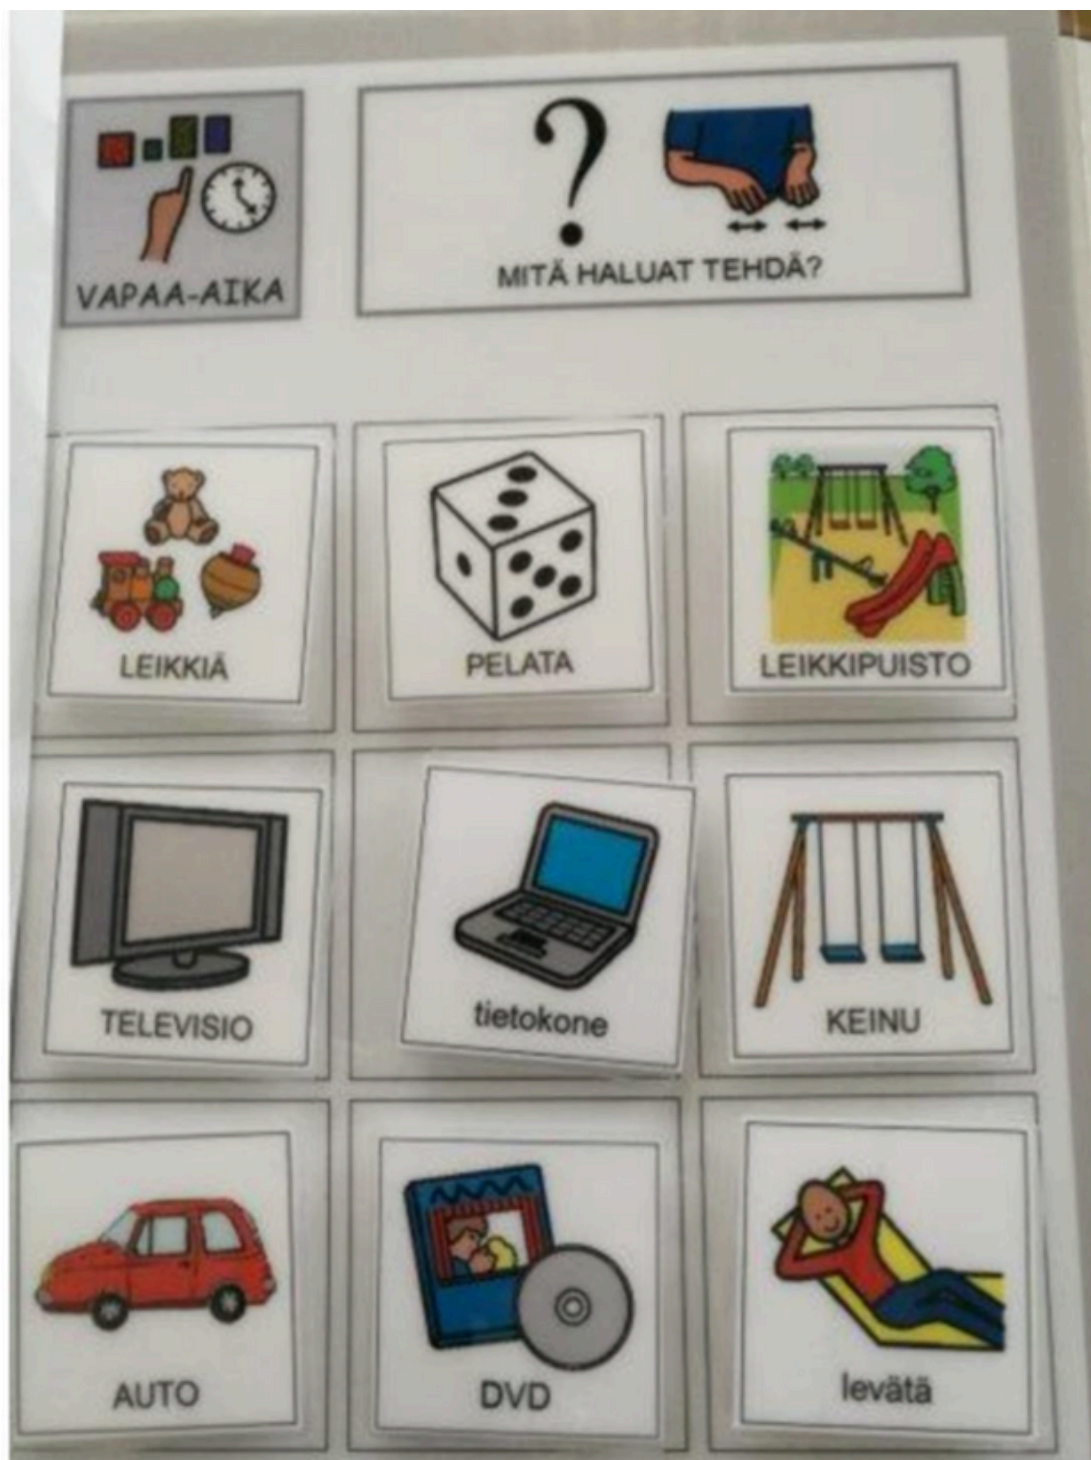 VAPAA-AIKA
MITÄ HALUAT TEHDÄ?
LEIKKIÄ
PELATA
LEIKKIPUISTO
TELEVISIO
tietokone
KEINU
AUTO
DVD
levätä